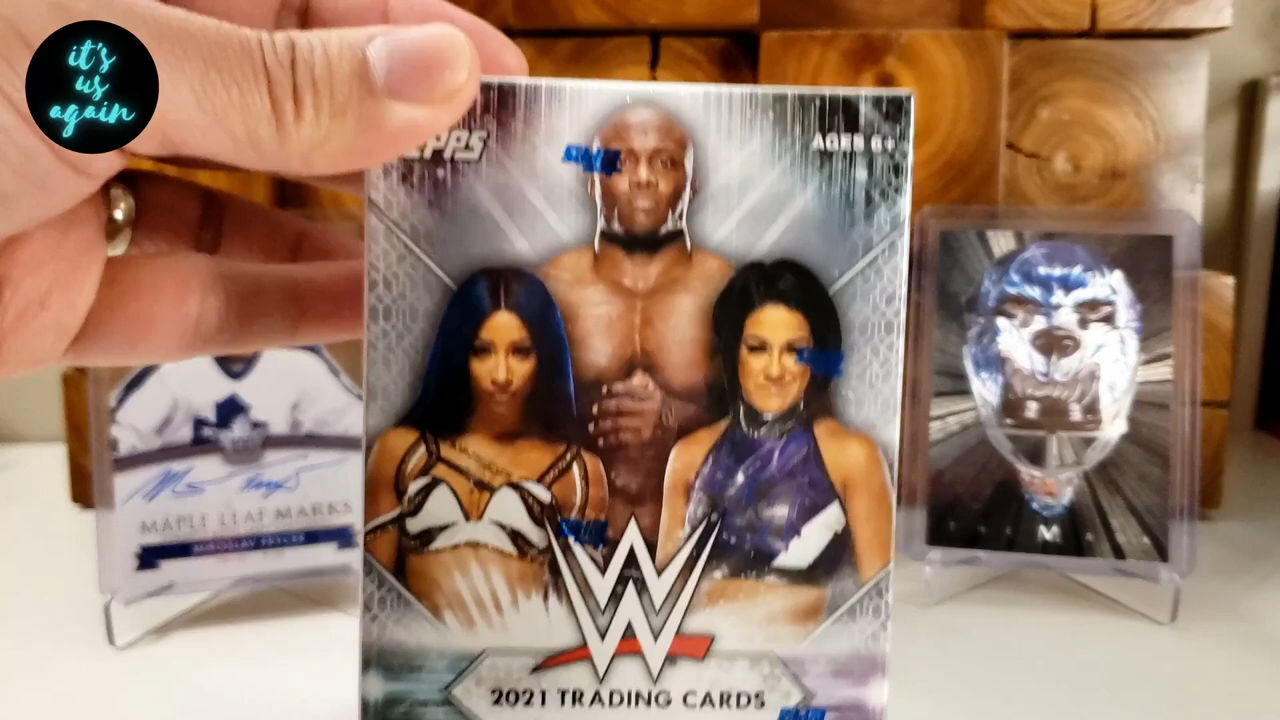 it's
us
again
AGES 6+
MAPLE LEAF MARKS
W
2021 TRADING CARDS